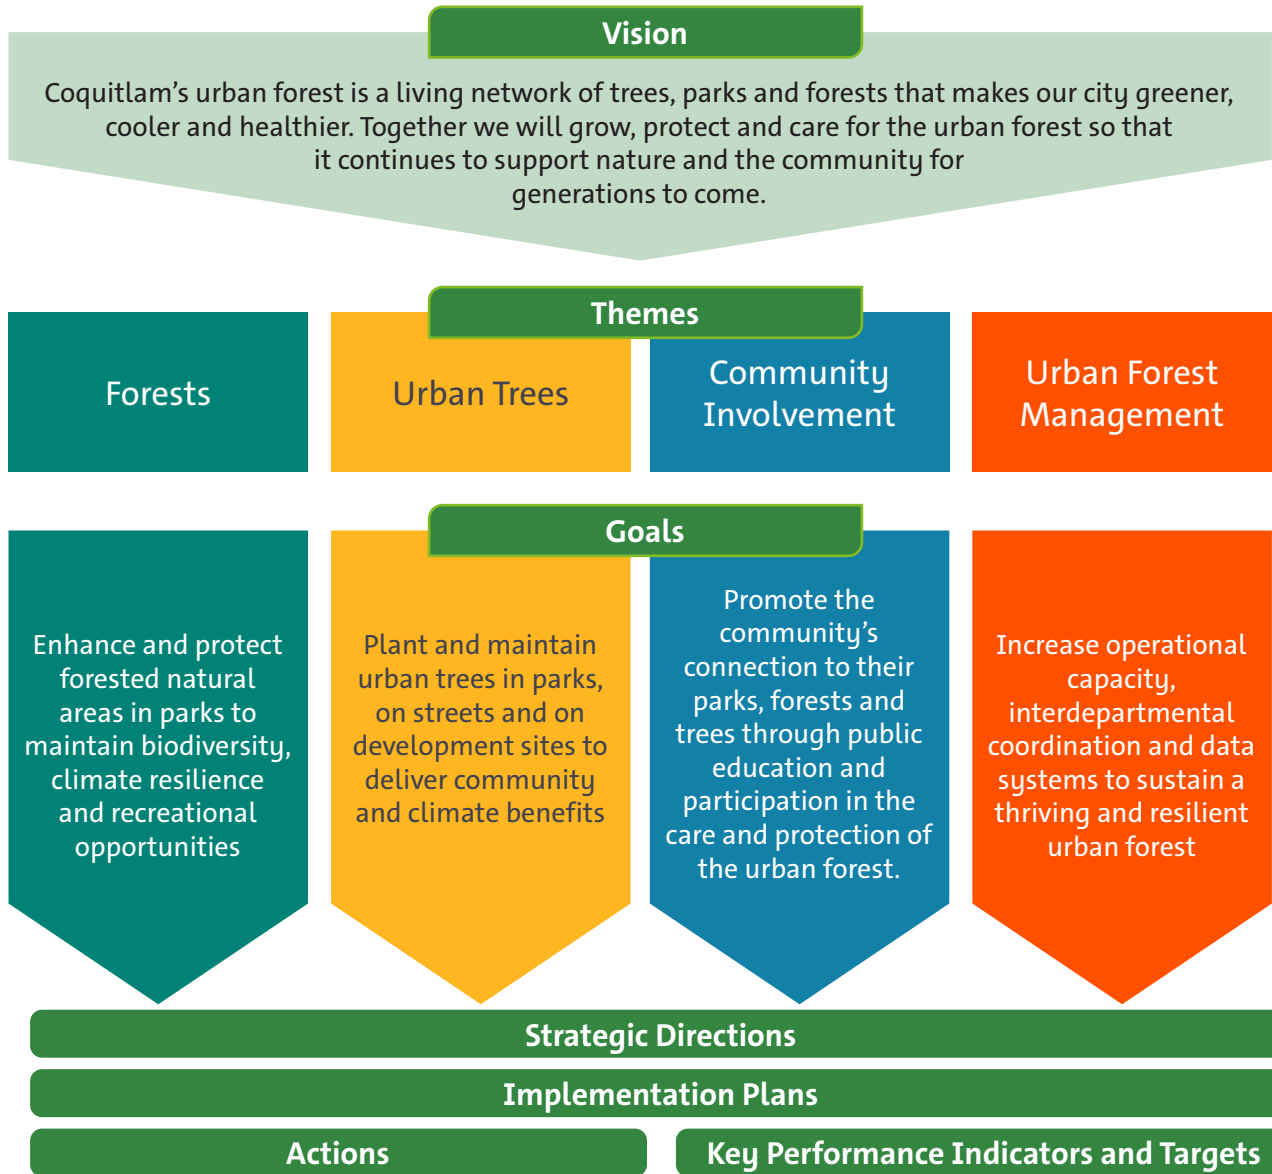 Vision
Coquitlam's urban forest is a living network of trees, parks and forests that makes our city greener,
cooler and healthier. Together we will grow, protect and care for the urban forest so that
it continues to support nature and the community for
generations to come.
Themes
Forests
Urban Trees
Community
Involvement
Urban Forest
Management
Goals
Enhance and protect
forested natural
areas in parks to
maintain biodiversity,
climate resilience
and recreational
opportunities
Plant and maintain
urban trees in parks,
on streets and on
development sites to
deliver community
and climate benefits
Promote the
community's
connection to their
parks, forests and
trees through public
education and
participation in the
care and protection of
the urban forest.
Increase operational
capacity,
interdepartmental
coordination and data
systems to sustain a
thriving and resilient
urban forest
Strategic Directions
Implementation Plans
Actions
Key Performance Indicators and Targets